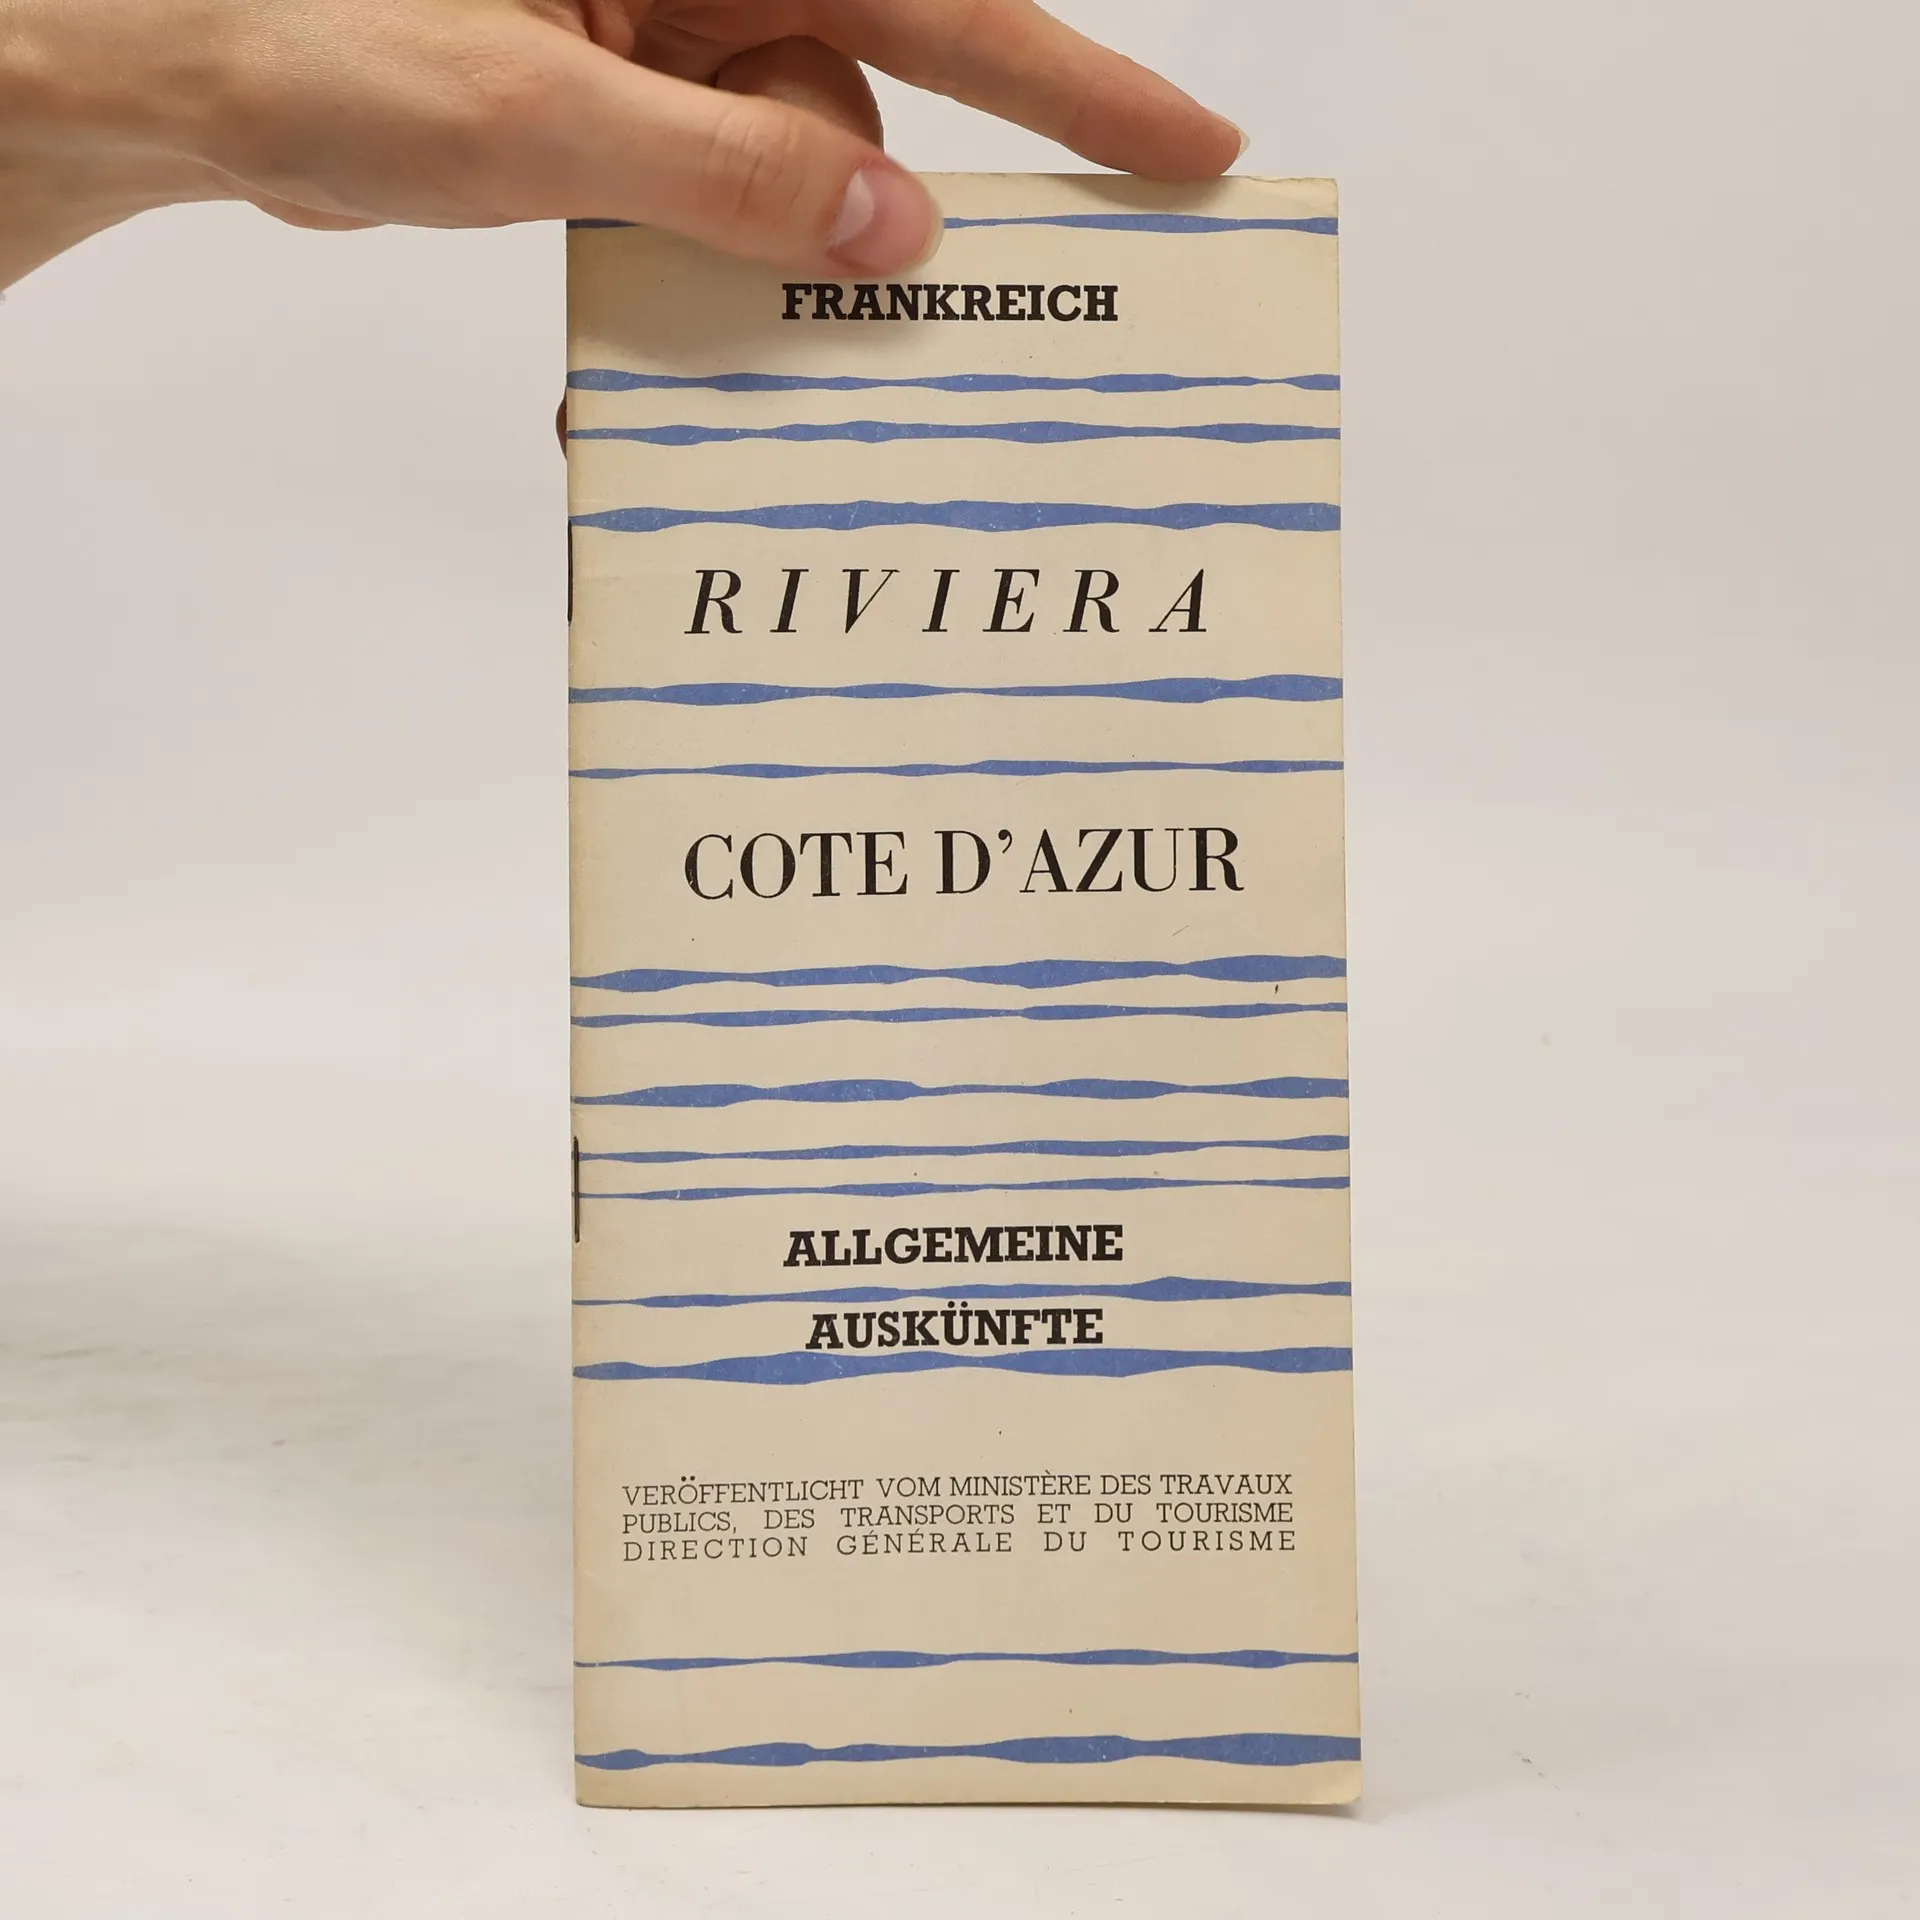 FRANKREICH
RIVIERA
COTE D’AZUR
ALLGEMEINE
AUSKÜNFTE
VERÖFFENTLICHT VOM MINISTÈRE DES TRAVAUX
PUBLICS, DES TRANSPORTS ET DU TOURISME
DIRECTION GÉNÉRALE DU TOURISME